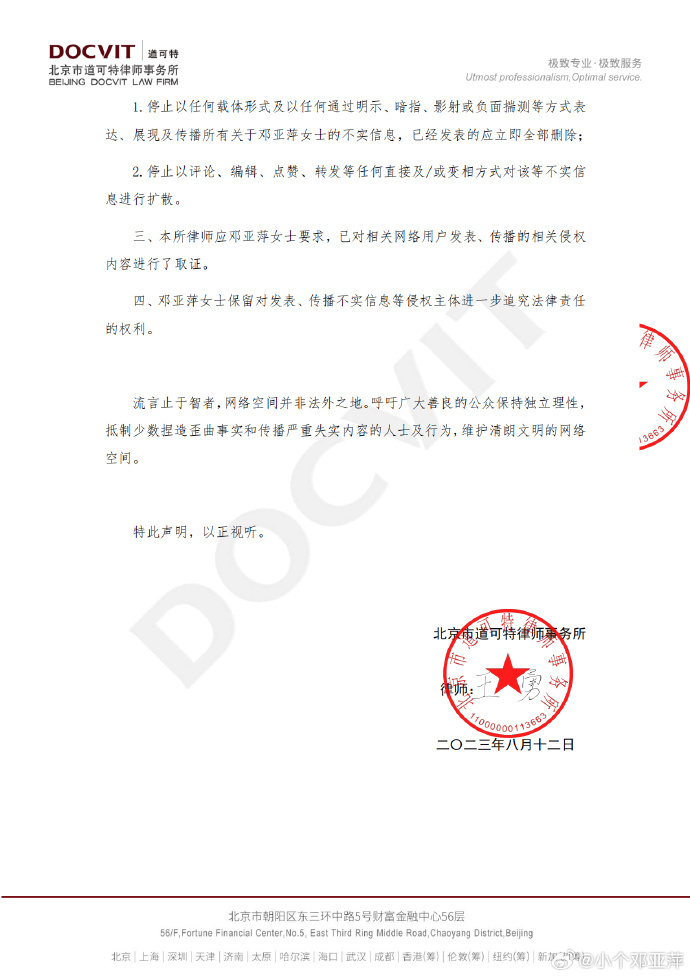 DOCVIT 道可特
北京市道可特律师事务所
BEIJING DOCVIT LAW FIRM
极致专业·极致服务
Utmost professionalism,Optimal service.
1.停止以任何载体形式及以任何通过明示、暗指、影射或负面揣测等方式表
达、展现及传播所有关于邓亚萍女士的不实信息，已经发表的应立即全部删除；
2.停止以评论、编辑、点赞、转发等任何直接及/或变相方式对该等不实信
息进行扩散。
三、本所律师应邓亚萍女士要求，已对相关网络用户发表、传播的相关侵权
内容进行了取证。
四、邓亚萍女士保留对发表、传播不实信息等侵权主体进一步追究法律责任
的权利。
律师事务所
113663
流言止于智者，网络空间并非法外之地。呼吁广大善良的公众保持独立理性，
抵制少数捏造歪曲事实和传播严重失实内容的人士及行为，维护清朗文明的网络
空间。
特此声明，以正视听。
DOCVIT
北京市道可特律师事务所
北京市道可特律师事务所
律师：王勇
11000000113663
二〇二三年八月十二日
北京市朝阳区东三环中路5号财富金融中心56层
56/F,Fortune Financial Center,No.5, East Third Ring Middle Road,Chaoyang District,Beijing
北京｜上海｜深圳｜天津｜济南｜太原｜哈尔滨｜海口｜武汉｜成都｜香港(筹)｜伦敦(筹)｜纽约(筹)｜新加坡(筹)
@小个邓亚萍